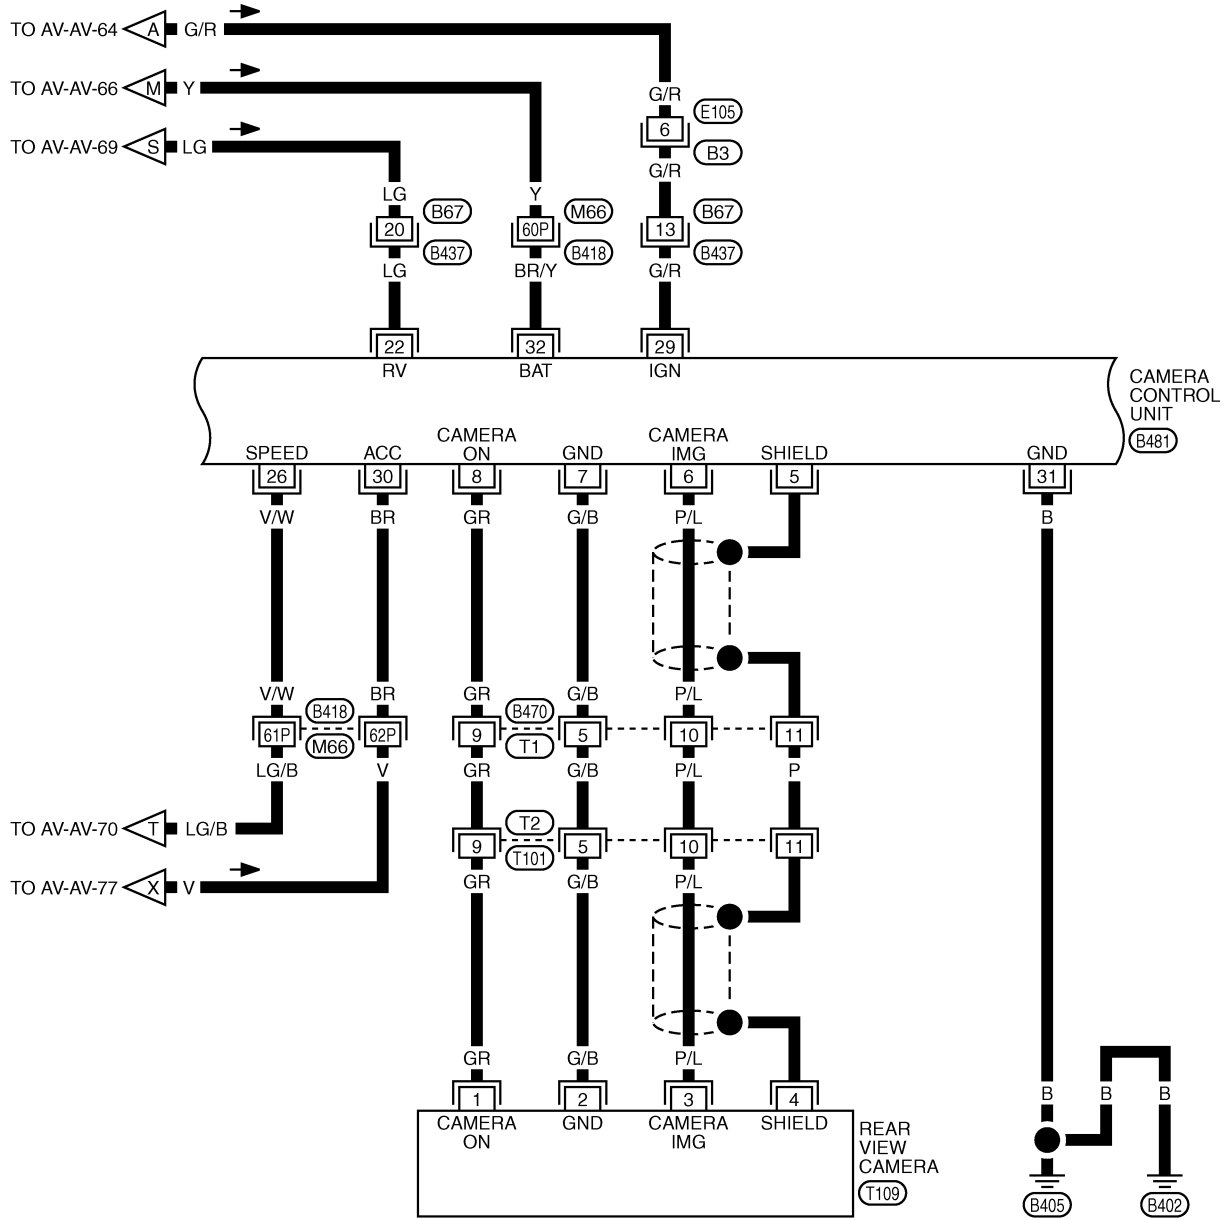 TO AV-AV-64 A G/R
TO AV-AV-66 M Y
G/R
E105
6
TO AV-AV-69 S LG
B3
G/R
LG Y
B67 M66 B67
20 60P 13
B437 B418 B437
LG BR/Y G/R
22 32 29
RV BAT IGN
CAMERA
CONTROL
UNIT
B481
CAMERA CAMERA
SPEED ACC ON GND IMG SHIELD GND
26 30 8 7 6 5 31
V/W BR GR G/B P/L B
V/W BR GR G/B P/L
B418 B470
61P 62P 9 5 10 11
M66 T1
LG/B V GR G/B P/L P
TO AV-AV-70 T LG/B
T2
9 5 10 11
T101
TO AV-AV-77 X V
GR G/B P/L
GR G/B P/L
1 2 3 4
B B B
CAMERA GND CAMERA SHIELD
ON IMG
REAR
VIEW
CAMERA
T109
B405 B402